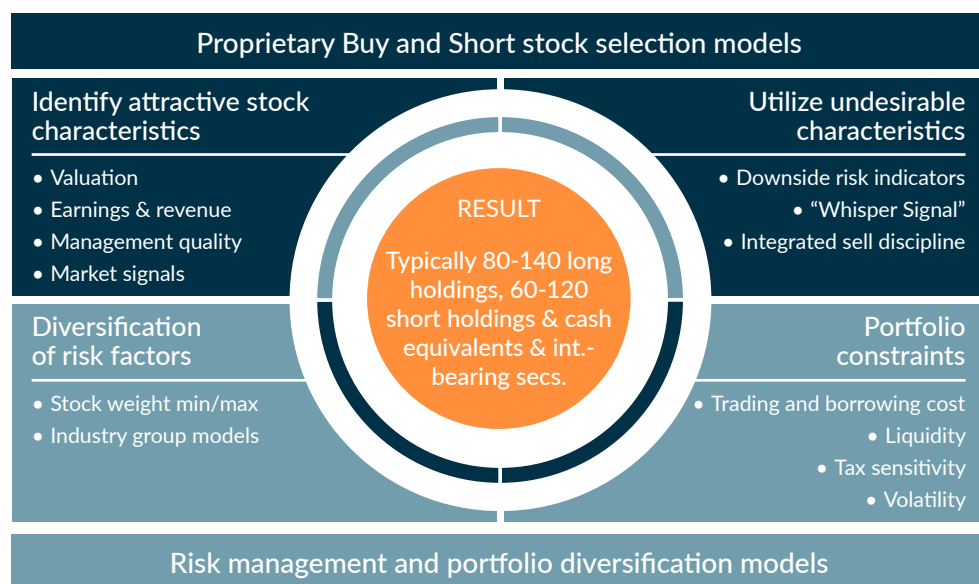 Proprietary Buy and Short stock selection models
Identify attractive stock
characteristics
• Valuation
• Earnings & revenue
• Management quality
• Market signals
Utilize undesirable
characteristics
• Downside risk indicators
• “Whisper Signal”
• Integrated sell discipline
RESULT
Typically 80-140 long
holdings, 60-120
short holdings & cash
equivalents & int.-
bearing secs.
Diversification
of risk factors
• Stock weight min/max
• Industry group models
Portfolio
constraints
• Trading and borrowing cost
• Liquidity
• Tax sensitivity
• Volatility
Risk management and portfolio diversification models